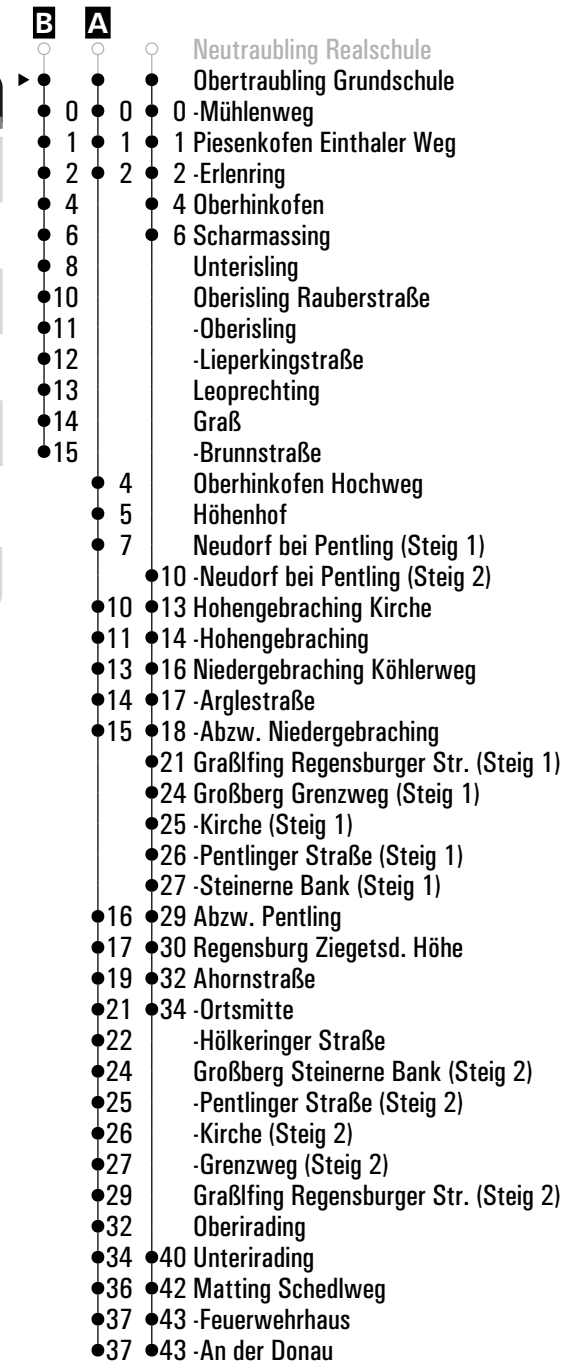 B A
Neutraubling Realschule
Obertraubling Grundschule
0 0 0 -Mühlenweg
1 1 1 Piesenkofen Einthaler Weg
2 2 2 -Erlenring
4 4 Oberhinkofen
6 6 Scharmassing
8 Unterisling
10 Oberisling Rauberstraße
11 -Oberisling
12 -Lieperkingstraße
13 Leoprechting
14 Graß
15 -Brunnstraße
4 Oberhinkofen Hochweg
5 Höhenhof
7 Neudorf bei Pentling (Steig 1)
10 -Neudorf bei Pentling (Steig 2)
10 13 Hohengebraching Kirche
11 14 -Hohengebraching
13 16 Niedergebraching Köhlerweg
14 17 -Arglestraße
15 18 -Abzw. Niedergebraching
21 Graßlfing Regensburger Str. (Steig 1)
24 Großberg Grenzweg (Steig 1)
25 -Kirche (Steig 1)
26 -Pentlinger Straße (Steig 1)
27 -Steinerne Bank (Steig 1)
16 29 Abzw. Pentling
17 30 Regensburg Ziegetsd. Höhe
19 32 Ahornstraße
21 34 -Ortsmitte
22 -Hölkeringer Straße
24 Großberg Steinerne Bank (Steig 2)
25 -Pentlinger Straße (Steig 2)
26 -Kirche (Steig 2)
27 -Grenzweg (Steig 2)
29 Graßlfing Regensburger Str. (Steig 2)
32 Oberirading
34 40 Unterirading
36 42 Matting Schedlweg
37 43 -Feuerwehrhaus
37 43 -An der Donau